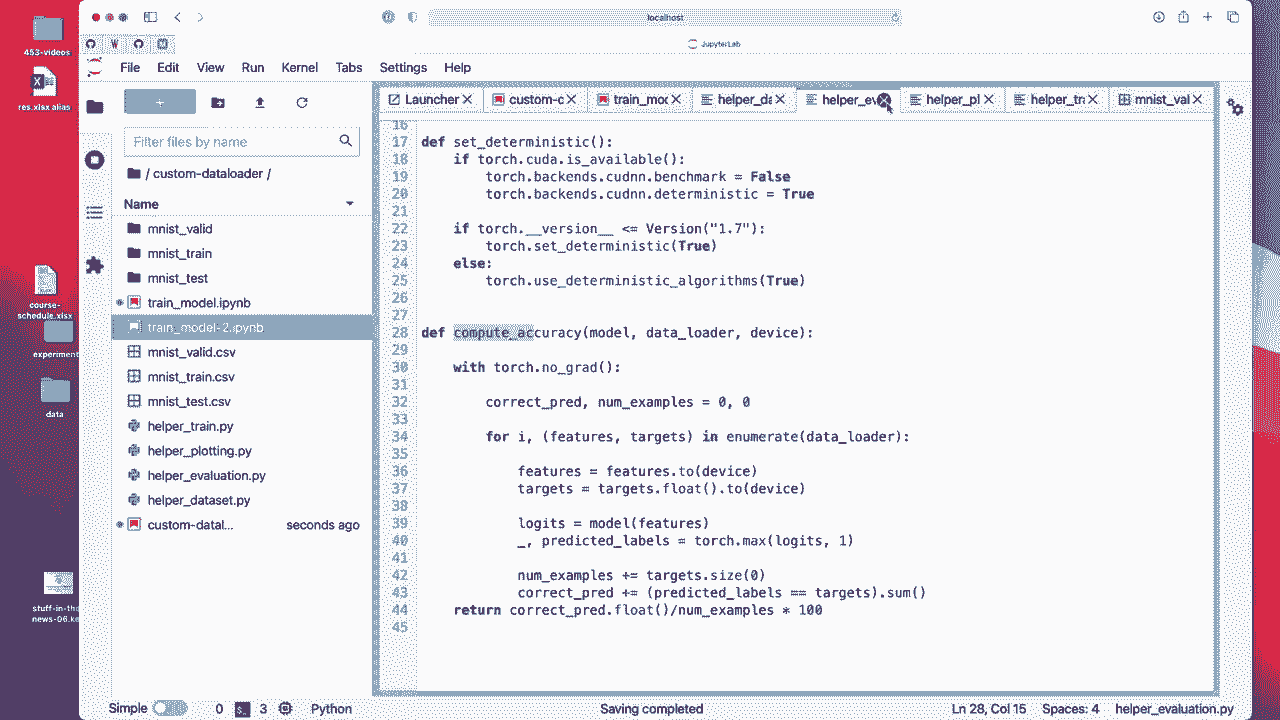 localhost
JupyterLab
File Edit View Run Kernel Tabs Settings Help
453-videos
res.xlsx alias
course-
schedule.xlsx
experiment
data
stuff-in-the
news-06.ke
+
Filter files by name
/ custom-dataloader /
Name
mnist_valid
mnist_train
mnist_test
train_model.ipynb
train_model-2.ipynb
mnist_valid.csv
mnist_train.csv
mnist_test.csv
helper_train.py
helper_plotting.py
helper_evaluation.py
helper_dataset.py
custom-datal... seconds ago
Launcher custom-c train_mod helper_da helper_ev helper_pl helper_tr mnist_val
16
17 def set_deterministic():
18 if torch.cuda.is_available():
19 torch.backends.cudnn.benchmark = False
20 torch.backends.cudnn.deterministic = True
21
22 if torch.__version__ <= Version("1.7"):
23 torch.set_deterministic(True)
24 else:
25 torch.use_deterministic_algorithms(True)
26
27
28 def compute_accuracy(model, data_loader, device):
29
30 with torch.no_grad():
31
32 correct_pred, num_examples = 0, 0
33
34 for i, (features, targets) in enumerate(data_loader):
35
36 features = features.to(device)
37 targets = targets.float().to(device)
38
39 logits = model(features)
40 _, predicted_labels = torch.max(logits, 1)
41
42 num_examples += targets.size(0)
43 correct_pred += (predicted_labels == targets).sum()
44 return correct_pred.float()/num_examples * 100
45
Simple 0 3 Python Saving completed Ln 28, Col 15 Spaces: 4 helper_evaluation.py